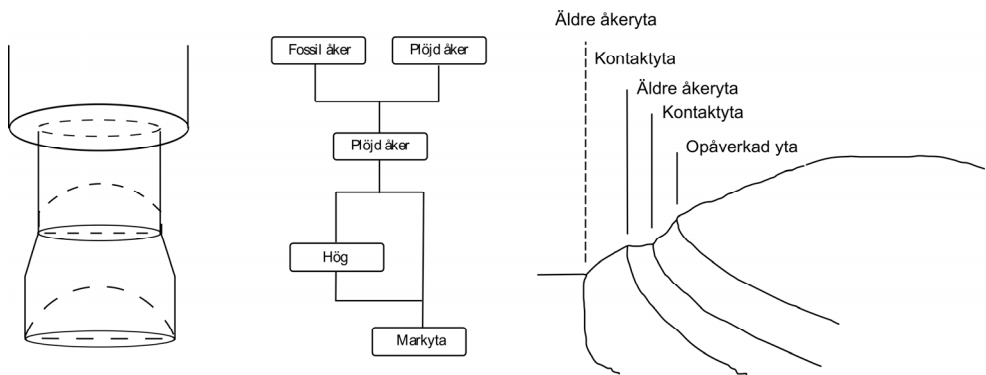 Fossil åker
Plöjd åker
Plöjd åker
Hög
Markyta
Äldre åkeryta
Kontaktyta
Äldre åkeryta
Kontaktyta
Opåverkad yta